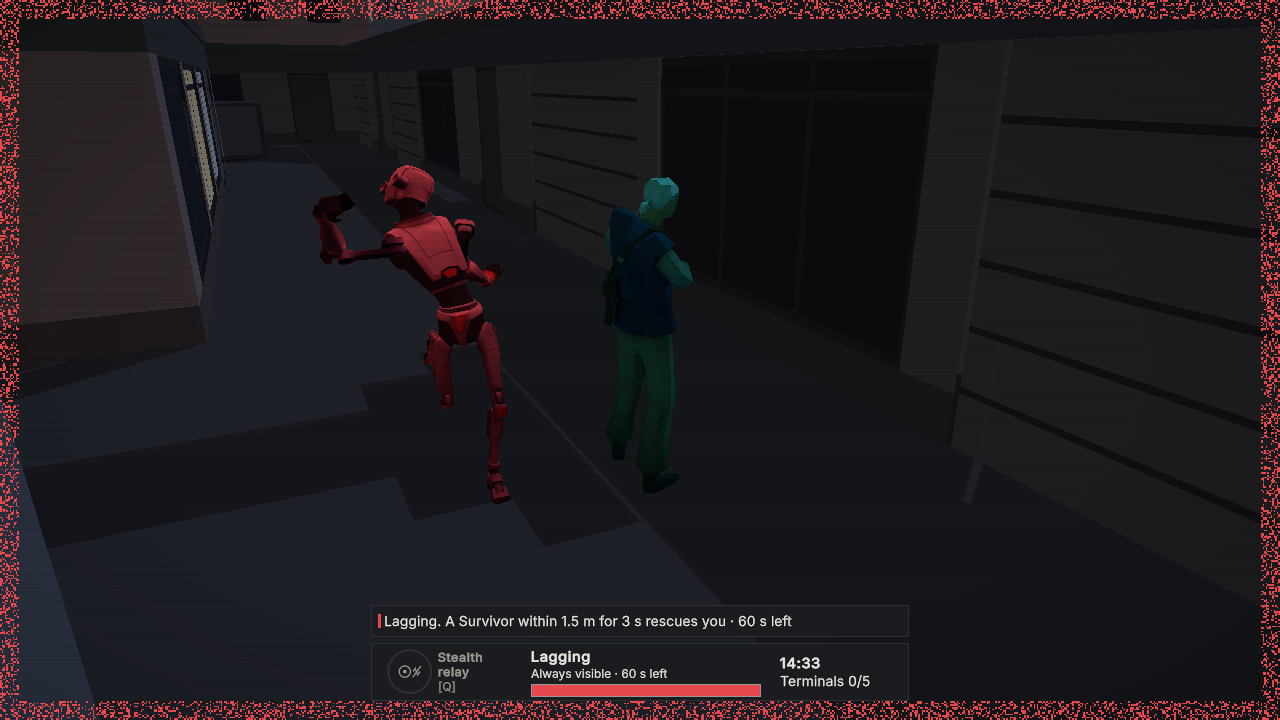 Lagging. A Survivor within 1.5 m for 3 s rescues you · 60 s left
Stealth
relay
[Q]
Lagging
Always visible · 60 s left
14:33
Terminals 0/5